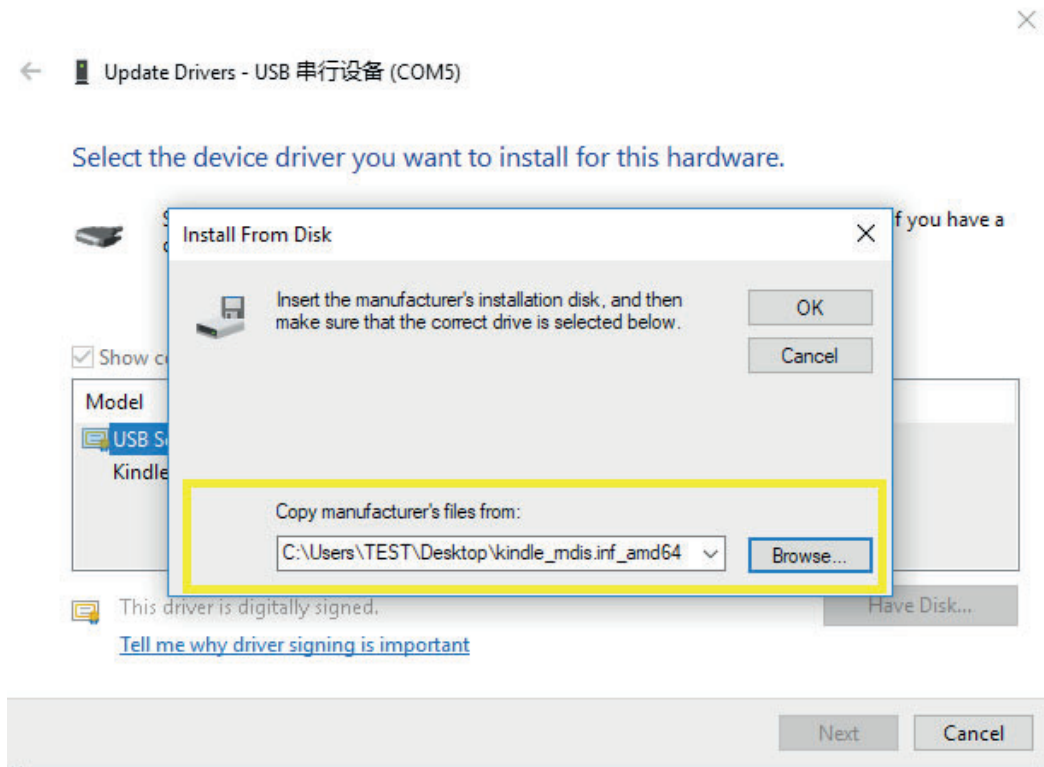 Update Drivers - USB 串行设备 (COM5)
Select the device driver you want to install for this hardware.
f you have a
Install From Disk
Insert the manufacturer's installation disk, and then
make sure that the correct drive is selected below.
OK
Cancel
Show
Model
USB
Kindle
Copy manufacturer's files from:
C:\Users\TEST\Desktop\kindle_rndis.inf_amd64
Browse...
This driver is digitally signed.
Have Disk...
Tell me why driver signing is important
Next
Cancel